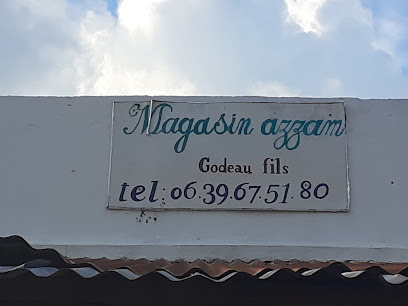 Magasin azzam
Godeau fils
tel: 06.39.67.51.80